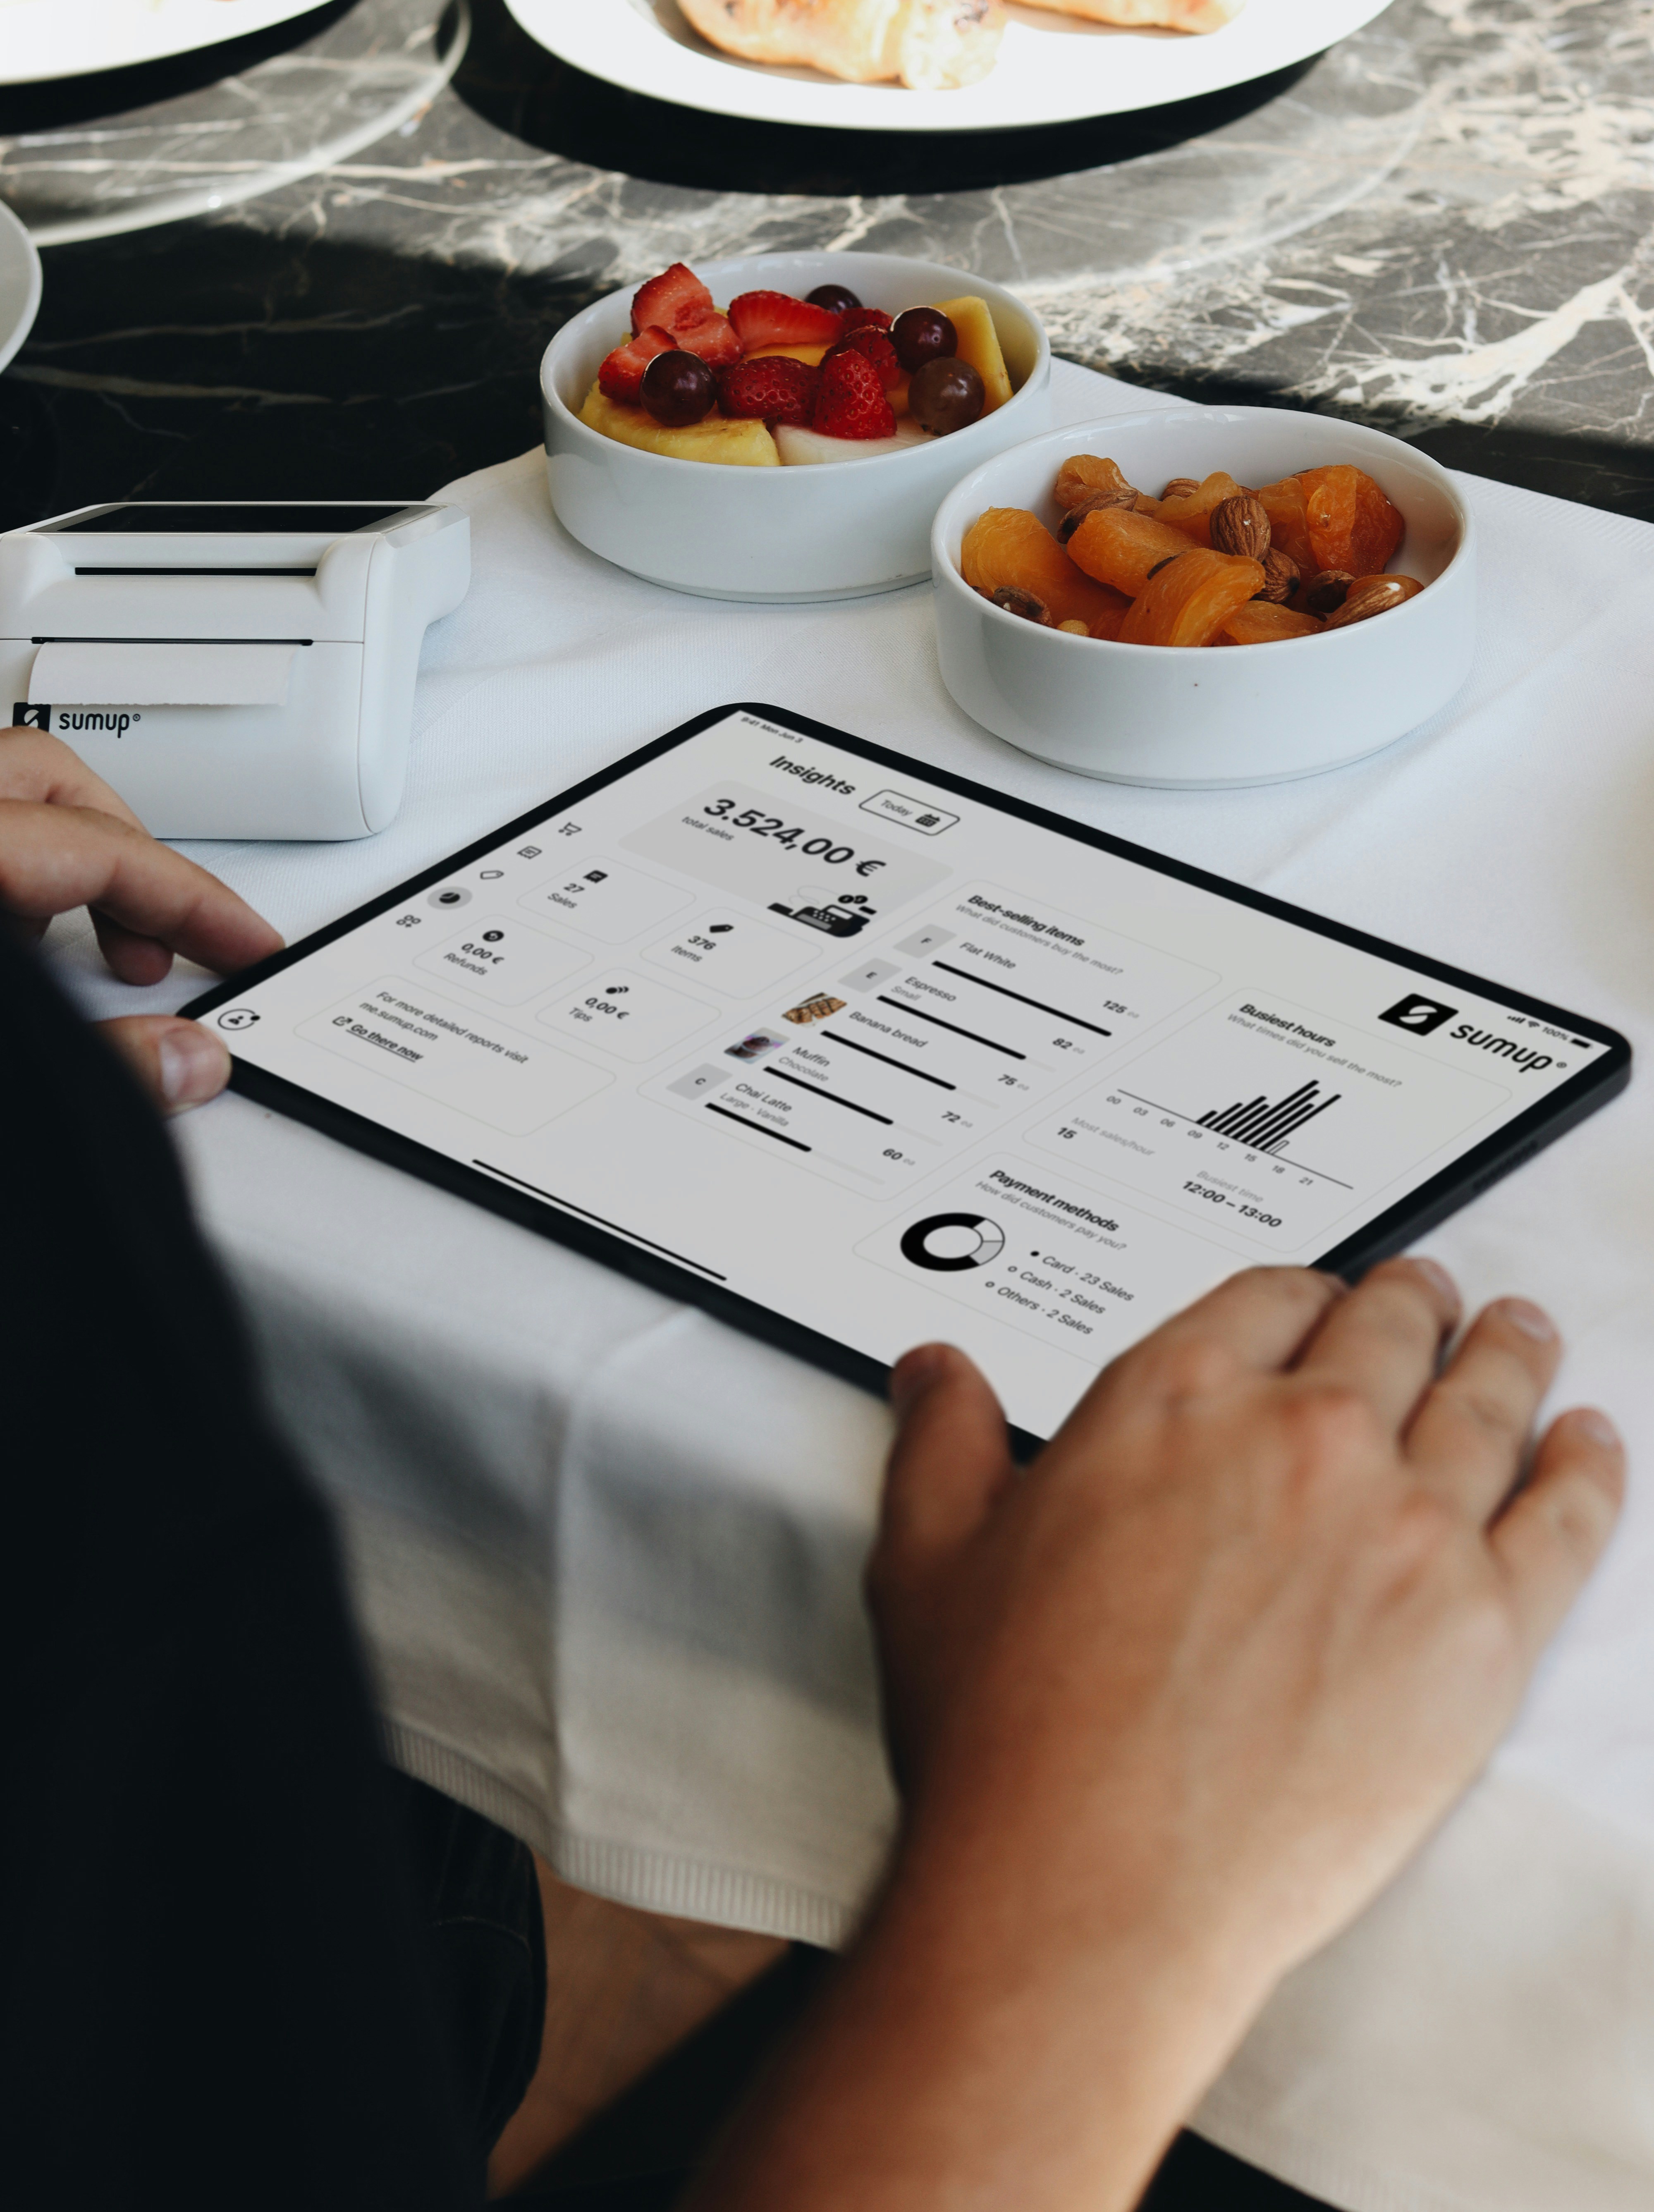 sumup®
9:41 Mon Jun 3
100%
Insights
Today
sumup®
3.524,00 €
total sales
27
Sales
376
Items
0,00 €
Refunds
0,00 €
Tips
For more detailed reports visit
me.sumup.com
Go there now
Best-selling items
What did customers buy the most?
F
Flat White
125 ea
E
Espresso
Small
82 ea
Banana bread
75 ea
Muffin
Chocolate
72 ea
C
Chai Latte
Large · Vanilla
60 ea
Busiest hours
What times did you sell the most?
00 03 06 09 12 15 18 21
Most sales/hour
15
Busiest time
12:00 – 13:00
Payment methods
How did customers pay you?
Card · 23 Sales
Cash · 2 Sales
Others · 2 Sales